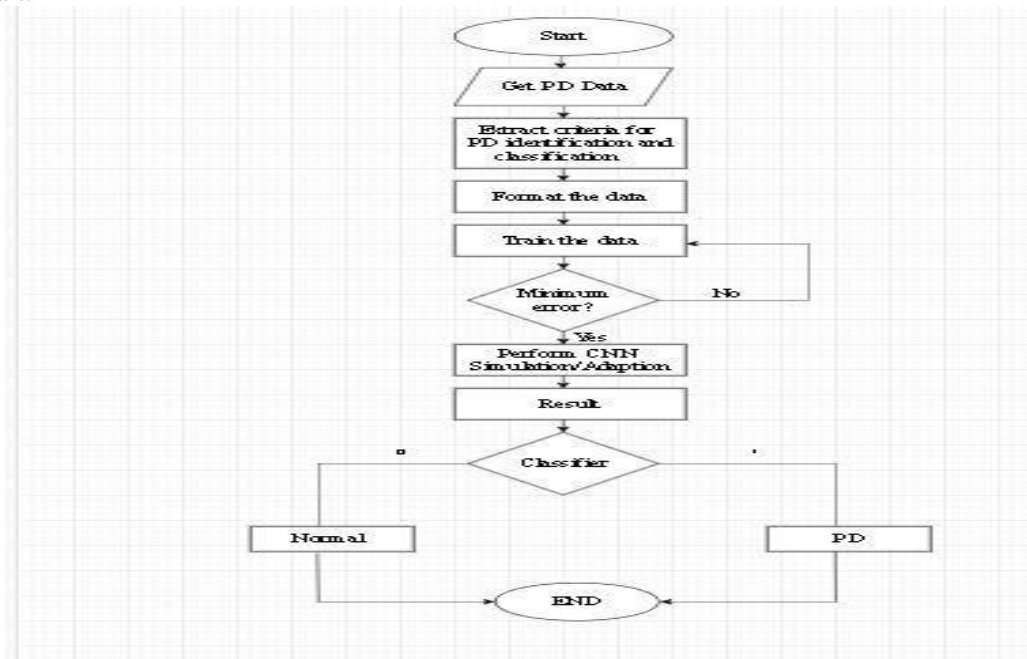 Start
Get PD Data
Extract criteria for
PD identification and
classification
Format the data
Train the data
Minimum
error?
No
Yes
Perform CNN
Simulation/Adaption
Result
Classifier
Normal
PD
END